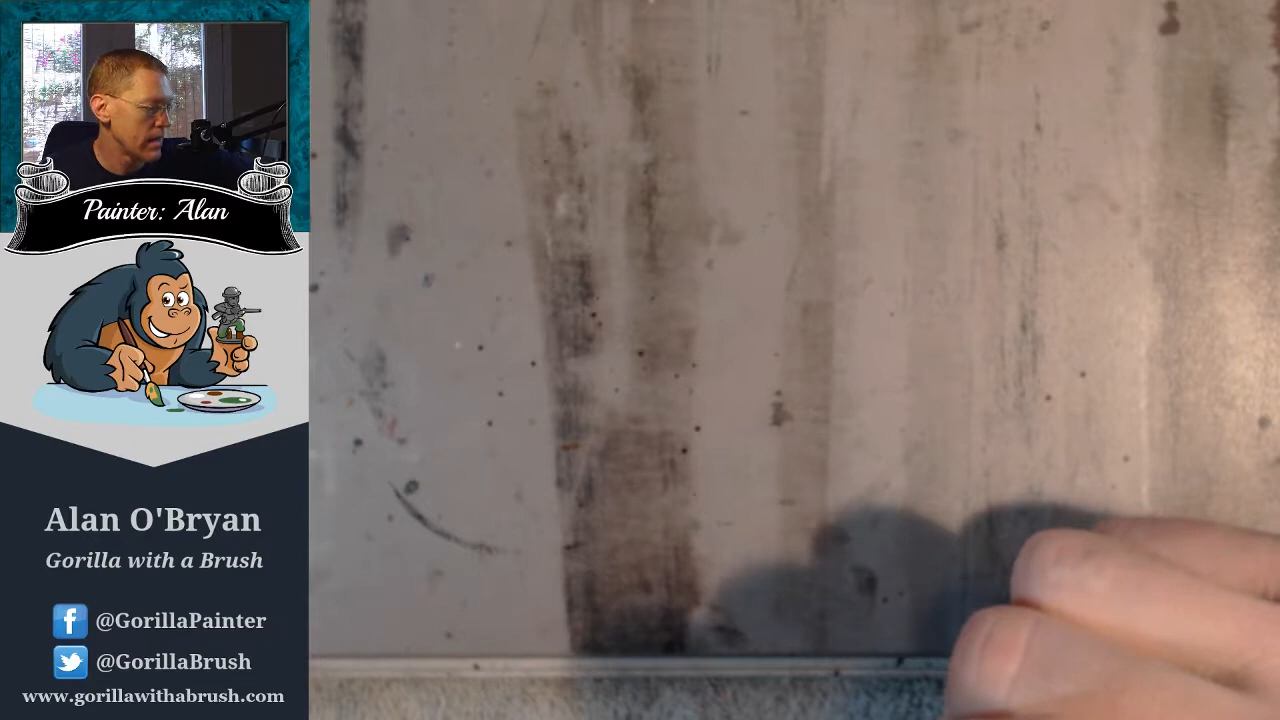 Painter: Alan
Alan O'Bryan
Gorilla with a Brush
@GorillaPainter
@GorillaBrush
www.gorillawithabrush.com